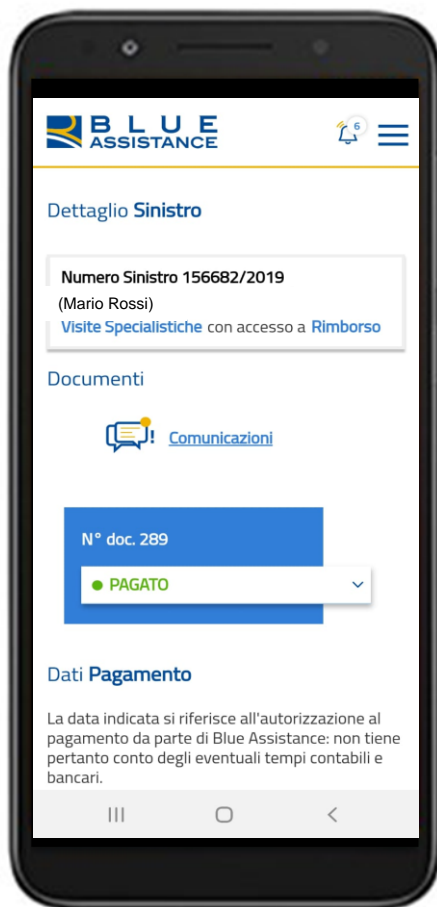 BLUE
ASSISTANCE
6
Dettaglio Sinistro
Numero Sinistro 156682/2019
(Mario Rossi)
Visite Specialistiche con accesso a Rimborso
Documenti
! Comunicazioni
N° doc. 289
PAGATO
Dati Pagamento
La data indicata si riferisce all'autorizzazione al
pagamento da parte di Blue Assistance: non tiene
pertanto conto degli eventuali tempi contabili e
bancari.